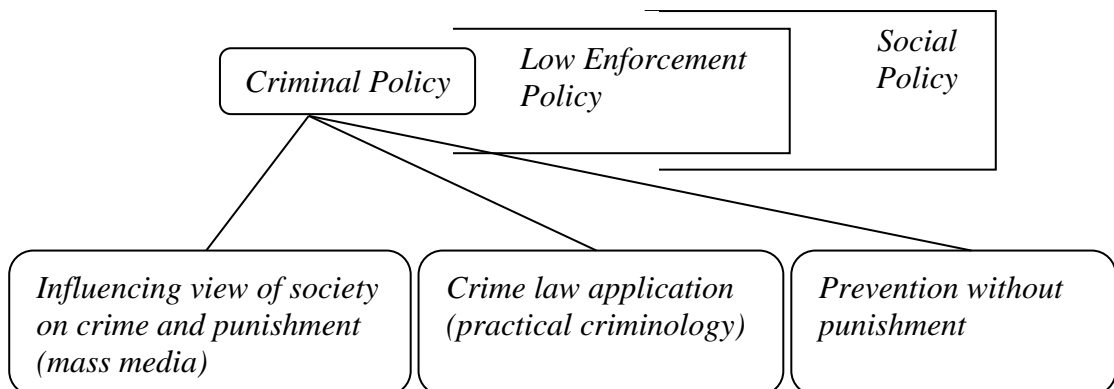 Criminal Policy
Low Enforcement
Policy
Social
Policy
Influencing view of society
on crime and punishment
(mass media)
Crime law application
(practical criminology)
Prevention without
punishment